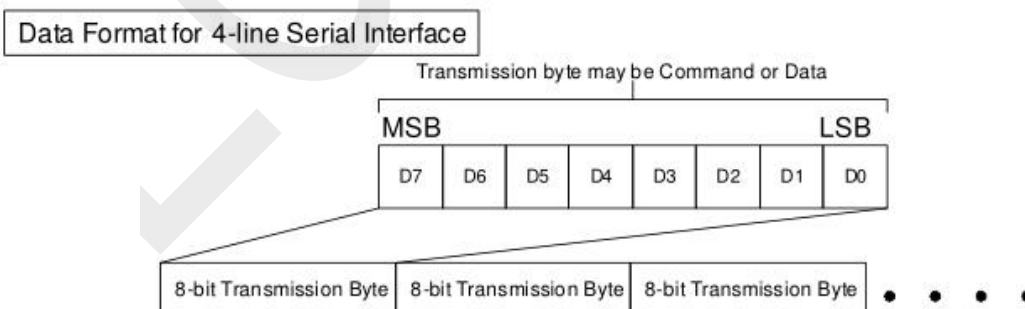 Data Format for 4-line Serial Interface
Transmission byte may be Command or Data
MSB LSB
D7 D6 D5 D4 D3 D2 D1 D0
8-bit Transmission Byte 8-bit Transmission Byte 8-bit Transmission Byte